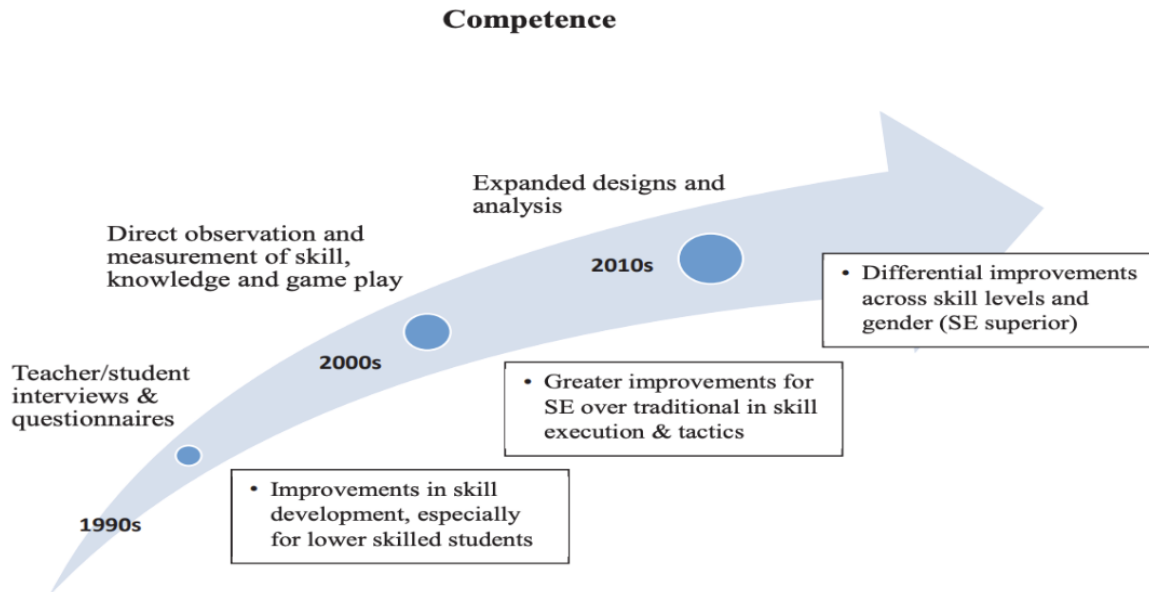 Competence
Expanded designs and
analysis
Direct observation and
measurement of skill,
knowledge and game play
2010s
• Differential improvements
across skill levels and
gender (SE superior)
2000s
Teacher/student
interviews &
questionnaires
• Greater improvements for
SE over traditional in skill
execution & tactics
1990s
• Improvements in skill
development, especially
for lower skilled students